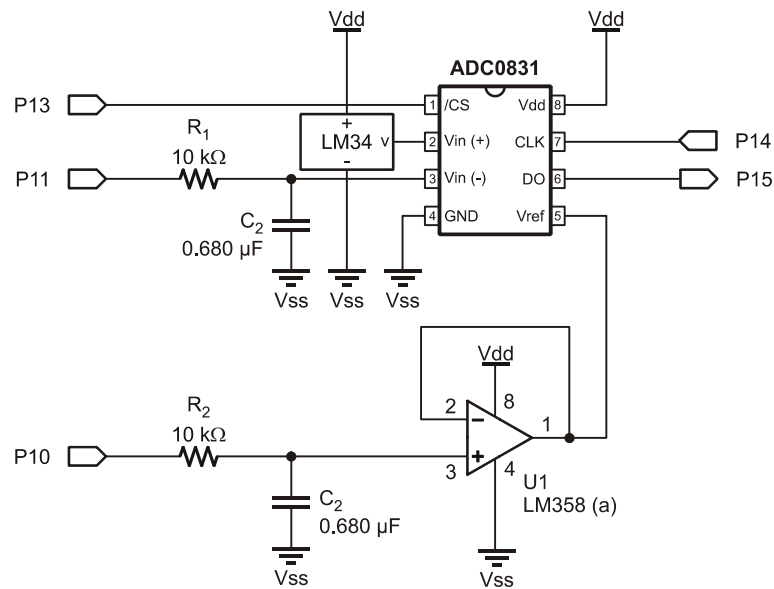 Vdd
Vdd
ADC0831
P13
1 /CS
Vdd 8
R1
10 kΩ
+
LM34 v
-
2 Vin (+)
CLK 7
P14
P11
3 Vin (-)
DO 6
P15
C2
0.680 µF
4 GND
Vref 5
Vss
Vss
Vss
Vdd
R2
10 kΩ
2
-
8
1
P10
3
+
4
U1
LM358 (a)
C2
0.680 µF
Vss
Vss